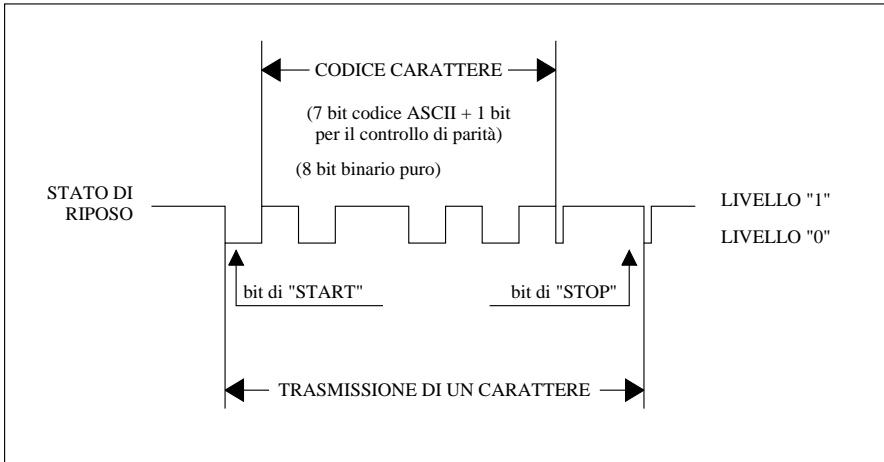 CODICE CARATTERE
(7 bit codice ASCII + 1 bit
per il controllo di parità)
(8 bit binario puro)
STATO DI
RIPOSO
LIVELLO "1"
LIVELLO "0"
bit di "START"
bit di "STOP"
TRASMISSIONE DI UN CARATTERE